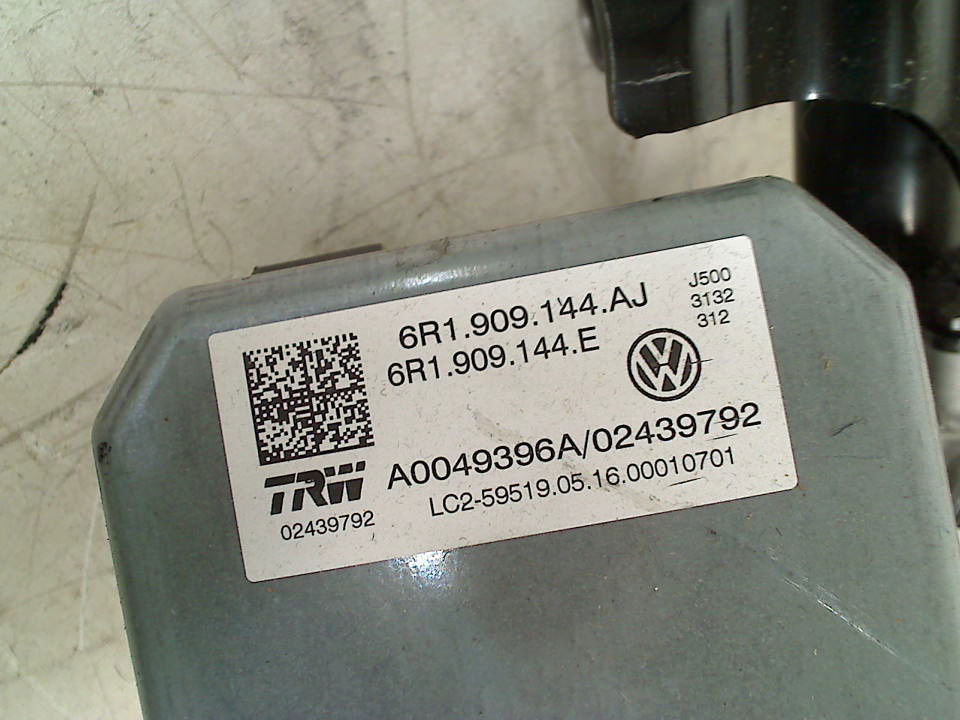 6R1.909.144.AJ
6R1.909.144.E
J500
3132
312
VW
A0049396A/02439792
LC2-59519.05.16.00010701
TRW
02439792